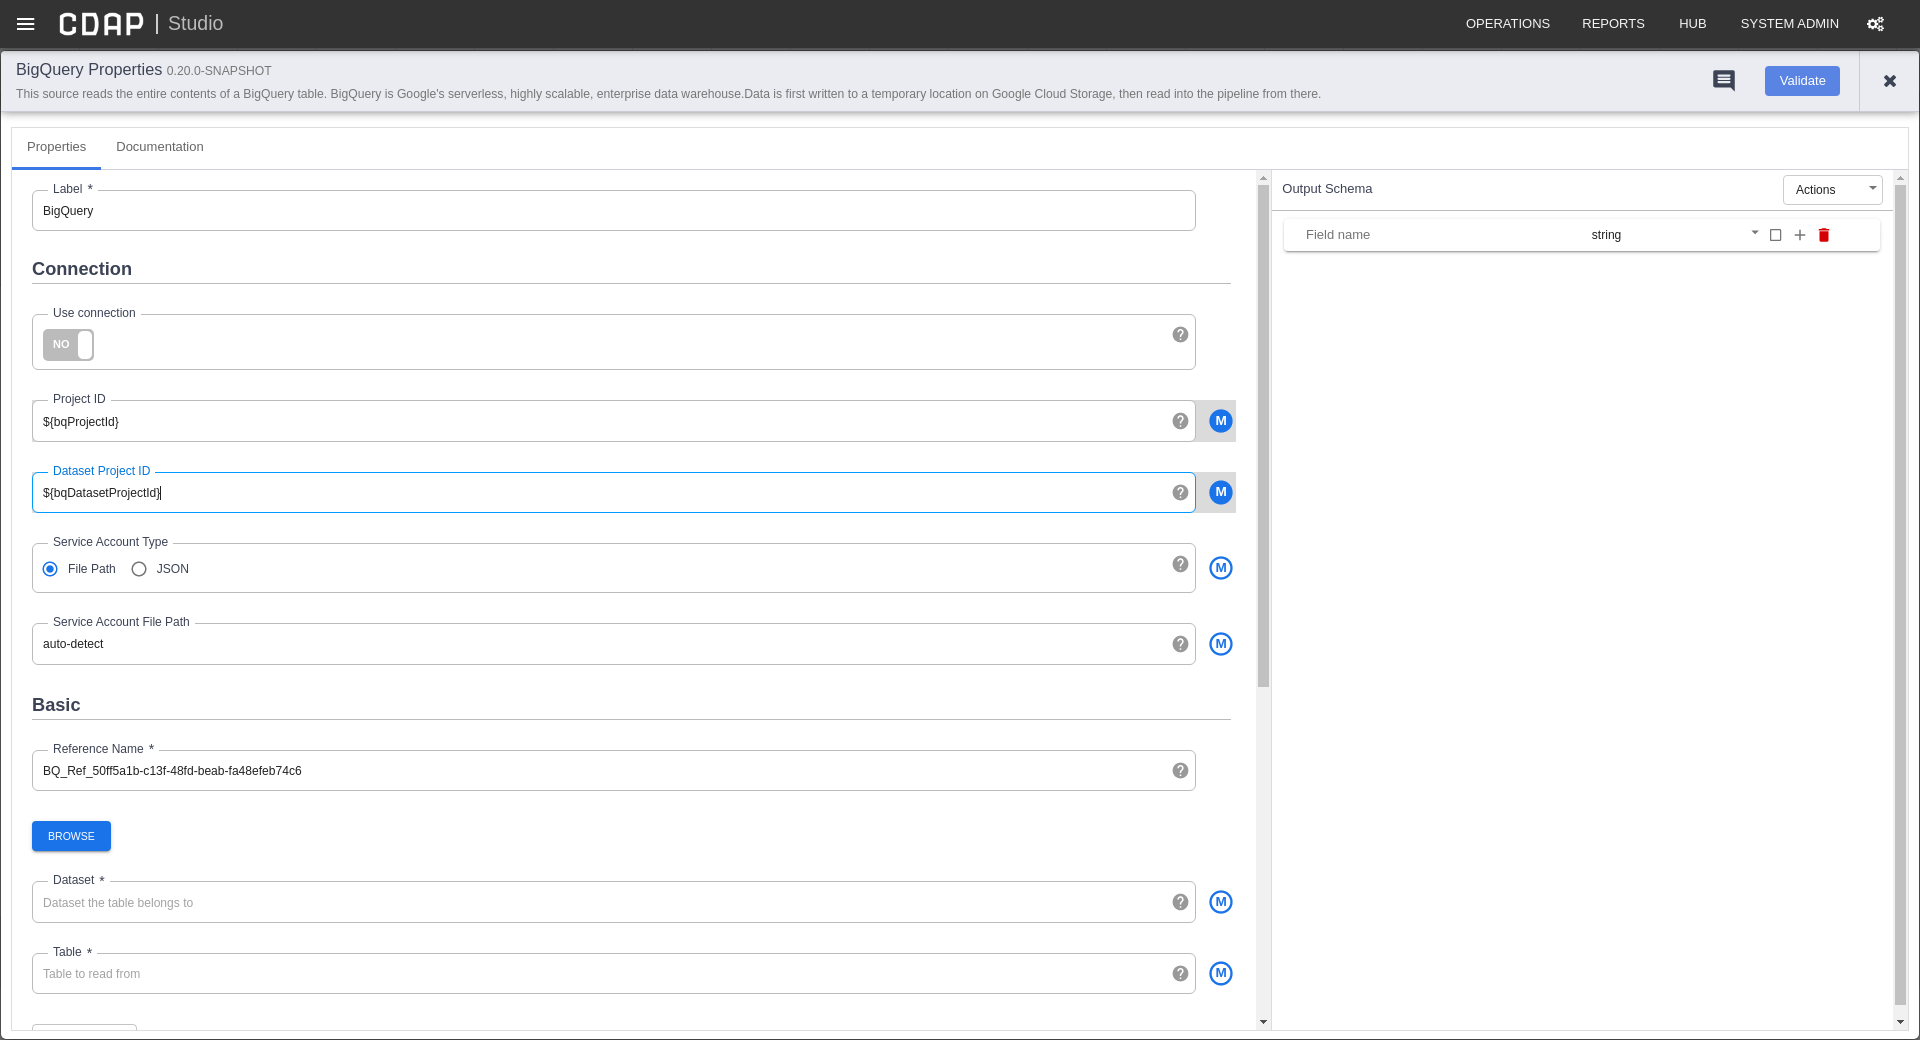 CDAP | Studio
OPERATIONS REPORTS HUB SYSTEM ADMIN
BigQuery Properties 0.20.0-SNAPSHOT
This source reads the entire contents of a BigQuery table. BigQuery is Google's serverless, highly scalable, enterprise data warehouse.Data is first written to a temporary location on Google Cloud Storage, then read into the pipeline from there.
Validate
Properties Documentation
Label *
BigQuery
Connection
Use connection
NO
Project ID
${bqProjectId}
M
Dataset Project ID
${bqDatasetProjectId}
M
Service Account Type
File Path JSON
M
Service Account File Path
auto-detect
M
Basic
Reference Name *
BQ_Ref_50ff5a1b-c13f-48fd-beab-fa48efeb74c6
BROWSE
Dataset *
Dataset the table belongs to
M
Table *
Table to read from
M
Output Schema
Actions
Field name string